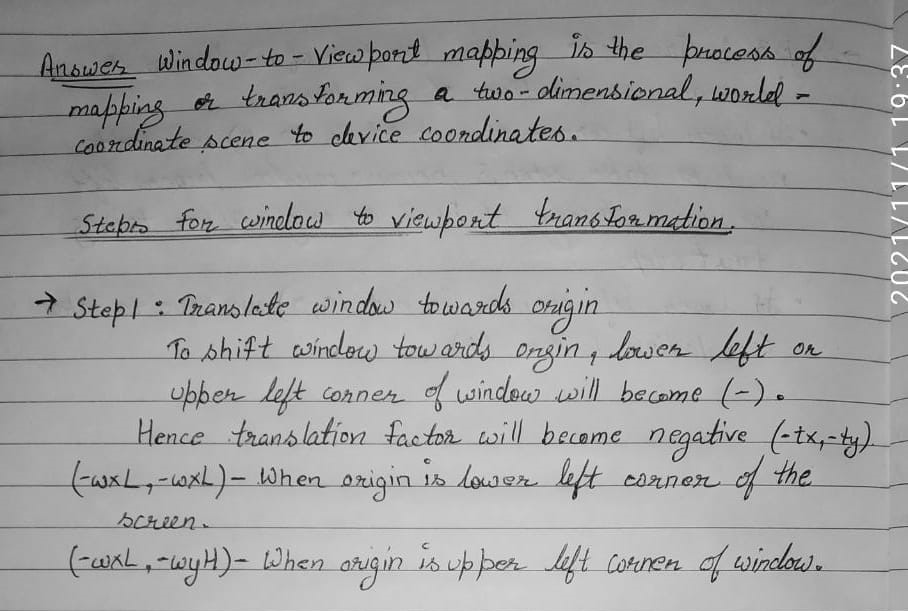 Answer Window-to-Viewport mapping is the process of
mapping or transforming a two-dimensional, world-
coordinate scene to device coordinates.
Steps for window to viewport transformation.
→ Step1: Translate window towards origin
To shift window towards origin, lower left or
upper left corner of window will become (-).
Hence translation factor will become negative (-tx,-ty).
(-wxL,-wxL)- When origin is lower left corner of the
screen.
(-wxL,-wyH)- When origin is upper left corner of window.
2021/11/1 19:37